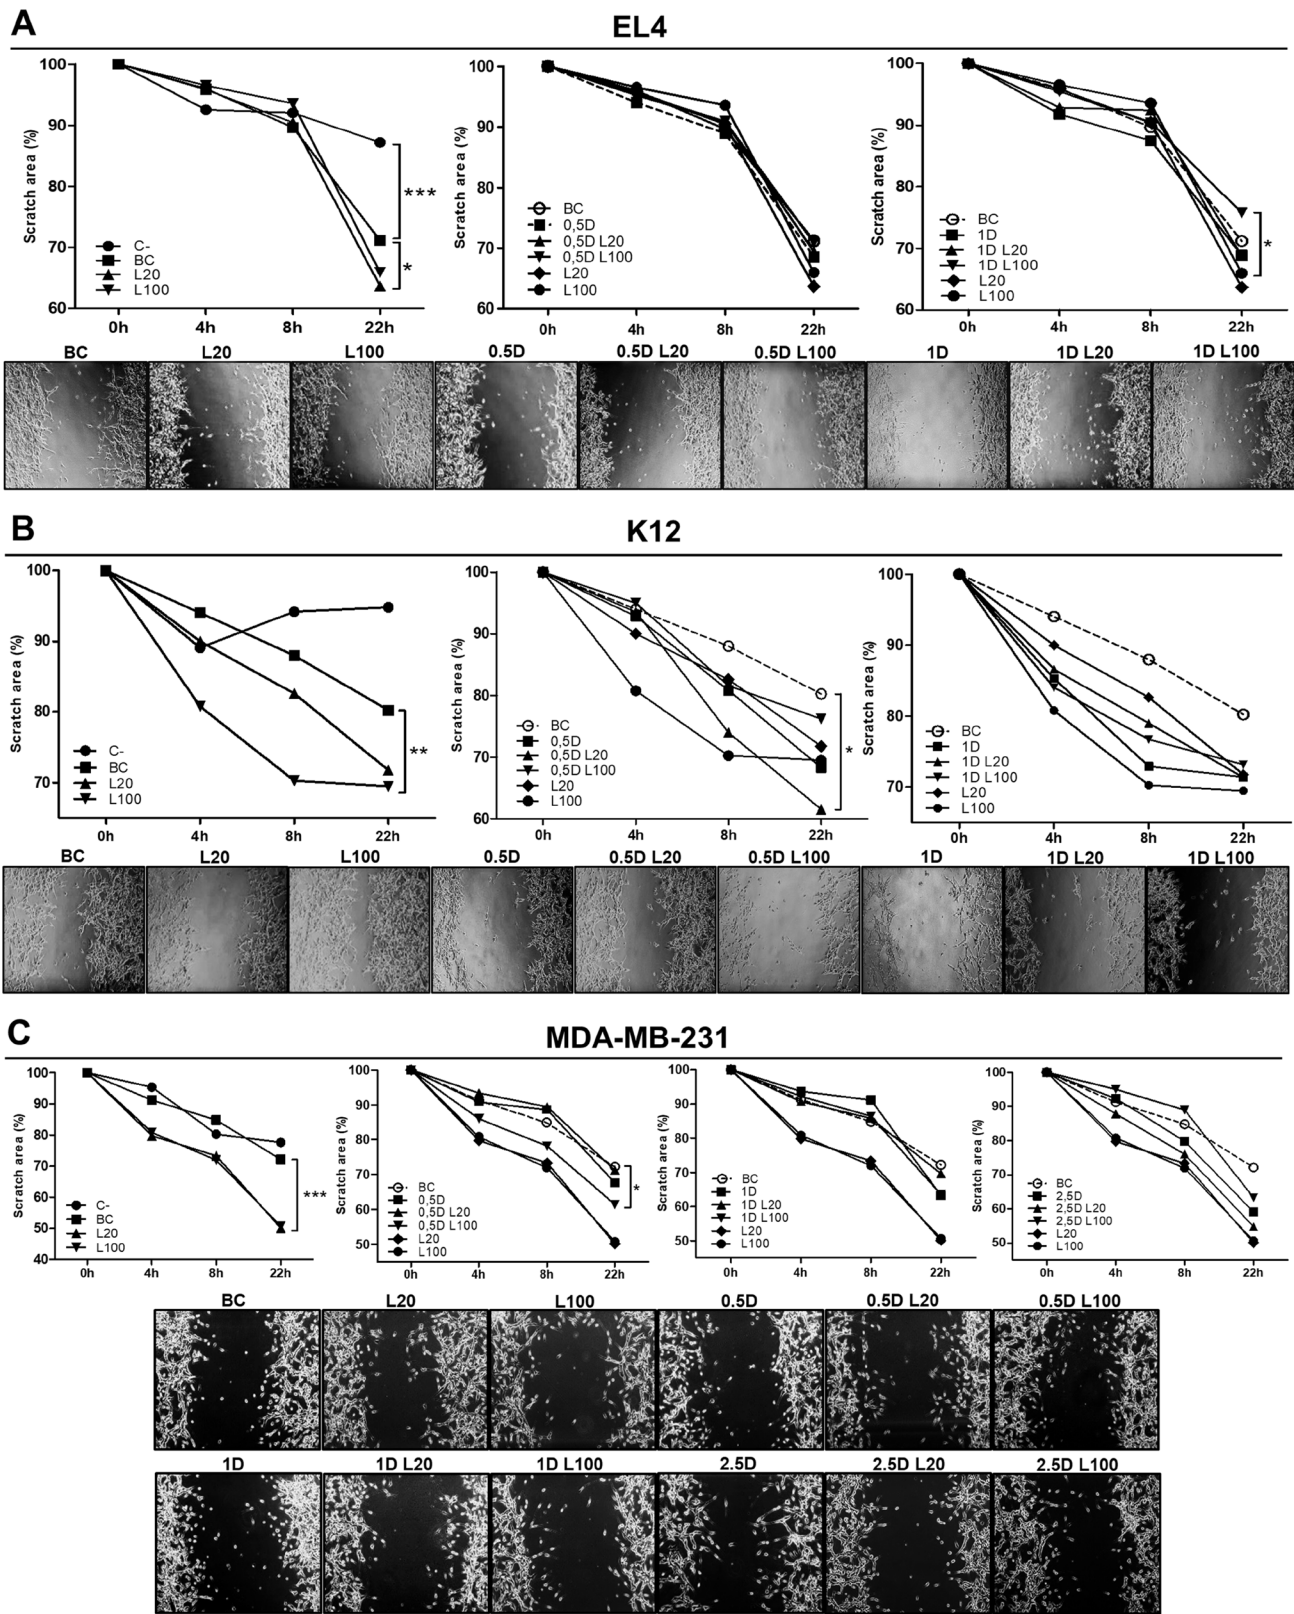 A
EL4
Scratch area (%)
100
90
80
70
60
C-
BC
L20
L100
***
*
0h 4h 8h 22h
Scratch area (%)
100
90
80
70
60
BC
0,5D
0,5D L20
0,5D L100
L20
L100
0h 4h 8h 22h
Scratch area (%)
100
90
80
70
60
BC
1D
1D L20
1D L100
L20
L100
*
0h 4h 8h 22h
BC L20 L100 0.5D 0.5D L20 0.5D L100 1D 1D L20 1D L100
B
K12
Scratch area (%)
100
90
80
70
C-
BC
L20
L100
**
0h 4h 8h 22h
Scratch area (%)
100
90
80
70
60
BC
0,5D
0,5D L20
0,5D L100
L20
L100
*
0h 4h 8h 22h
Scratch area (%)
100
90
80
70
BC
1D
1D L20
1D L100
L20
L100
0h 4h 8h 22h
BC L20 L100 0.5D 0.5D L20 0.5D L100 1D 1D L20 1D L100
C
MDA-MB-231
Scratch area (%)
100
90
80
70
60
50
40
C-
BC
L20
L100
***
0h 4h 8h 22h
Scratch area (%)
100
90
80
70
60
50
BC
0,5D
0,5D L20
0,5D L100
L20
L100
*
0h 4h 8h 22h
Scratch area (%)
100
90
80
70
60
50
BC
1D
1D L20
1D L100
L20
L100
0h 4h 8h 22h
Scratch area (%)
100
90
80
70
60
50
BC
2,5D
2,5D L20
2,5D L100
L20
L100
0h 4h 8h 22h
BC L20 L100 0.5D 0.5D L20 0.5D L100
1D 1D L20 1D L100 2.5D 2.5D L20 2.5D L100